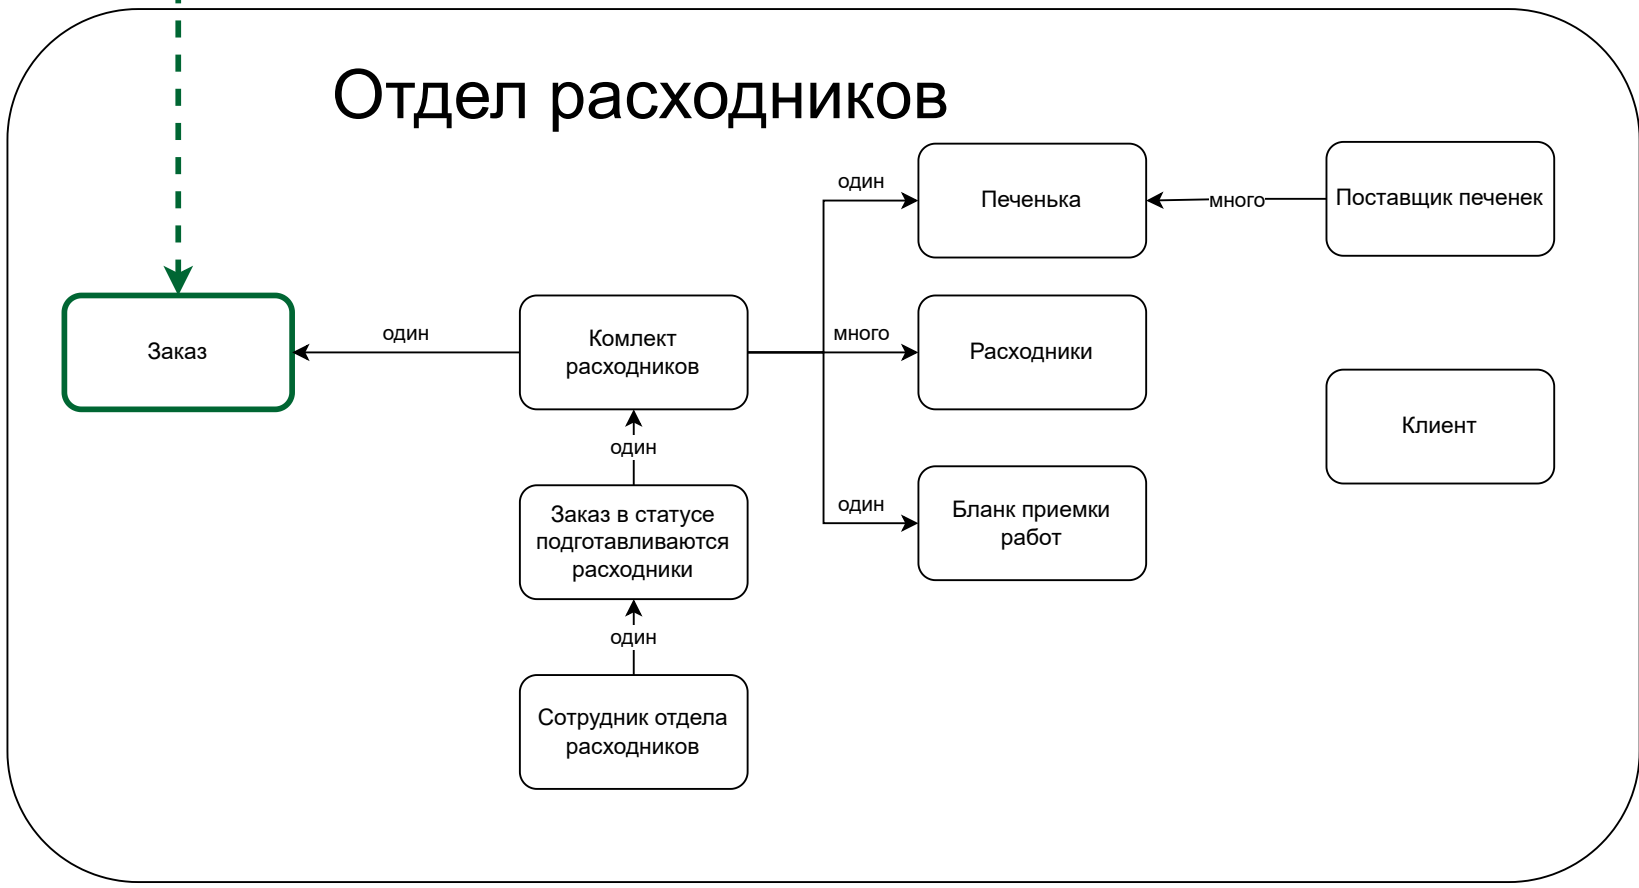 Отдел расходников
один
Печенька
много
Поставщик печенек
Заказ
один
Комлект
расходников
много
Расходники
Клиент
один
Заказ в статусе
подготавливаются
расходники
один
Бланк приемки
работ
один
Сотрудник отдела
расходников